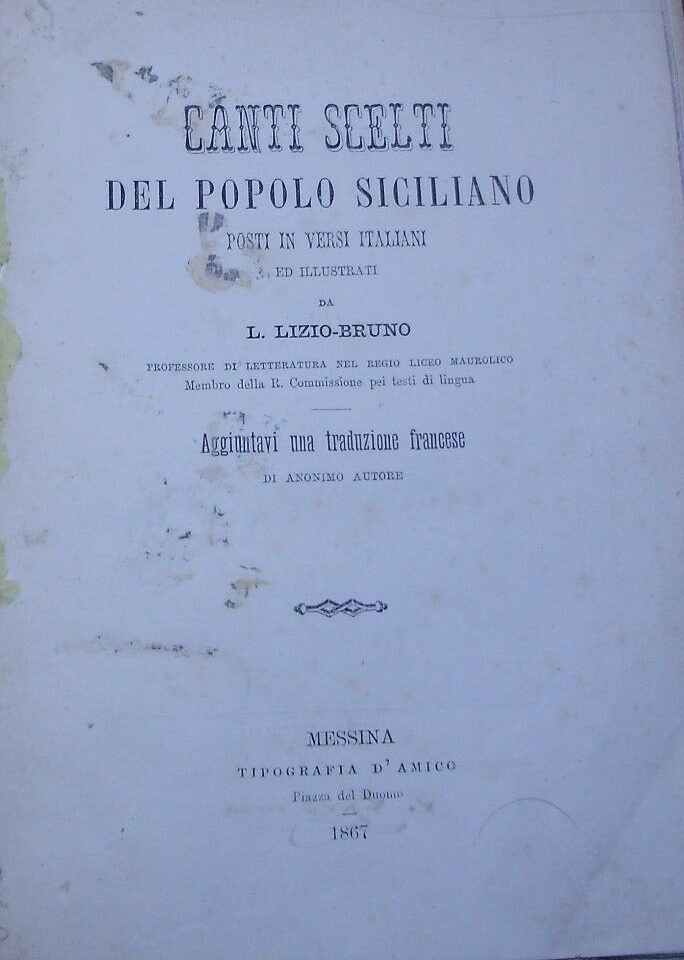 CANTI SCELTI
DEL POPOLO SICILIANO
POSTI IN VERSI ITALIANI
ED ILLUSTRATI
DA
L. LIZIO-BRUNO
PROFESSORE DI LETTERATURA NEL REGIO LICEO MAUROLICO
Membro della R. Commissione pei testi di lingua
Aggiuntavi una traduzione francese
DI ANONIMO AUTORE
MESSINA
TIPOGRAFIA D'AMICO
Piazza del Duomo
1867